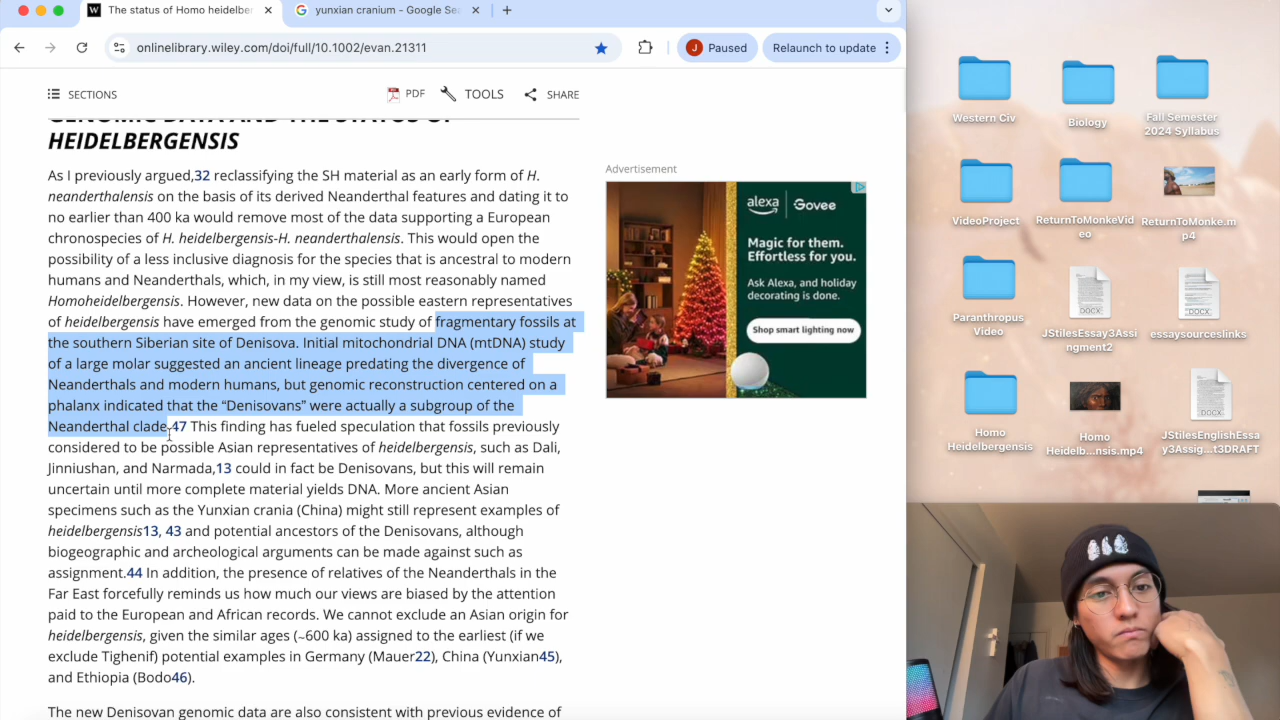 The status of Homo heidelber
yunxian cranium - Google Se
onlinelibrary.wiley.com/doi/full/10.1002/evan.21311
J Paused
Relaunch to update
SECTIONS
PDF
TOOLS
SHARE
GENOMIC DATA AND THE STATUS OF
HEIDELBERGENSIS
As I previously argued,32 reclassifying the SH material as an early form of H.
neanderthalensis on the basis of its derived Neanderthal features and dating it to
no earlier than 400 ka would remove most of the data supporting a European
chronospecies of H. heidelbergensis-H. neanderthalensis. This would open the
possibility of a less inclusive diagnosis for the species that is ancestral to modern
humans and Neanderthals, which, in my view, is still most reasonably named
Homoheidelbergensis. However, new data on the possible eastern representatives
of heidelbergensis have emerged from the genomic study of fragmentary fossils at
the southern Siberian site of Denisova. Initial mitochondrial DNA (mtDNA) study
of a large molar suggested an ancient lineage predating the divergence of
Neanderthals and modern humans, but genomic reconstruction centered on a
phalanx indicated that the “Denisovans” were actually a subgroup of the
Neanderthal clade.47 This finding has fueled speculation that fossils previously
considered to be possible Asian representatives of heidelbergensis, such as Dali,
Jinniushan, and Narmada,13 could in fact be Denisovans, but this will remain
uncertain until more complete material yields DNA. More ancient Asian
specimens such as the Yunxian crania (China) might still represent examples of
heidelbergensis13, 43 and potential ancestors of the Denisovans, although
biogeographic and archeological arguments can be made against such as
assignment.44 In addition, the presence of relatives of the Neanderthals in the
Far East forcefully reminds us how much our views are biased by the attention
paid to the European and African records. We cannot exclude an Asian origin for
heidelbergensis, given the similar ages (~600 ka) assigned to the earliest (if we
exclude Tighenif) potential examples in Germany (Mauer22), China (Yunxian45),
and Ethiopia (Bodo46).
The new Denisovan genomic data are also consistent with previous evidence of
Advertisement
alexa
Govee
Magic for them.
Effortless for you.
Ask Alexa, and holiday
decorating is done.
Shop smart lighting now
Western Civ
Biology
Fall Semester
2024 Syllabus
VideoProject
ReturnToMonkeVid
eo
ReturnToMonke.m
p4
Paranthropus
Video
DOCX
JStilesEssay3Assi
ngment2
DOCX
essaysourceslinks
Homo
Heidelbergensis
Homo
Heidelb...nsis.mp4
DOCX
JStilesEnglishEssa
y3Assig...t3DRAFT